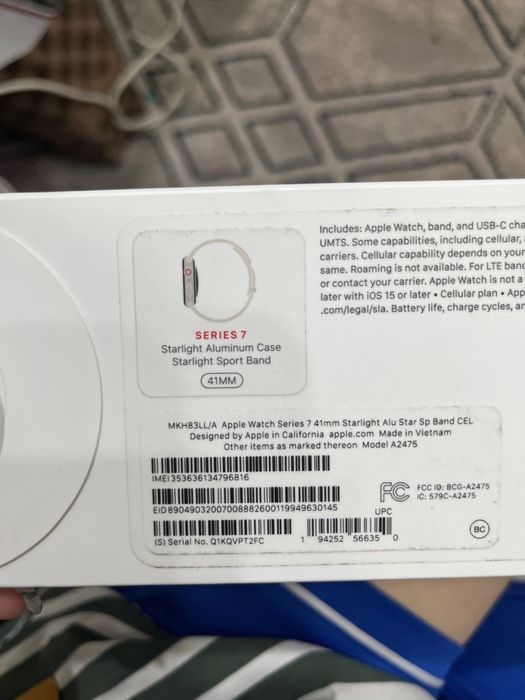 SERIES 7
Starlight Aluminum Case
Starlight Sport Band
41MM
Includes: Apple Watch, band, and USB-C
UMTS. Some capabilities, including cellular,
carriers. Cellular capability depends on your
same. Roaming is not available. For LTE
or contact your carrier. Apple Watch is not a
later with iOS 15 or later • Cellular plan •
.com/legal/sla. Battery life, charge cycles,
MKH83LL/A Apple Watch Series 7 41mm Starlight Alu Star Sp Band CEL
Designed by Apple in California apple.com Made in Vietnam
Other items as marked thereon Model A2475
IMEI 353636134796816
EID 89049032007008882600119949630145
(S) Serial No. Q1KQVPT2FC
FC
FCC ID: BCG-A2475
IC: 579C-A2475
UPC
1 94252 56635 0
BC